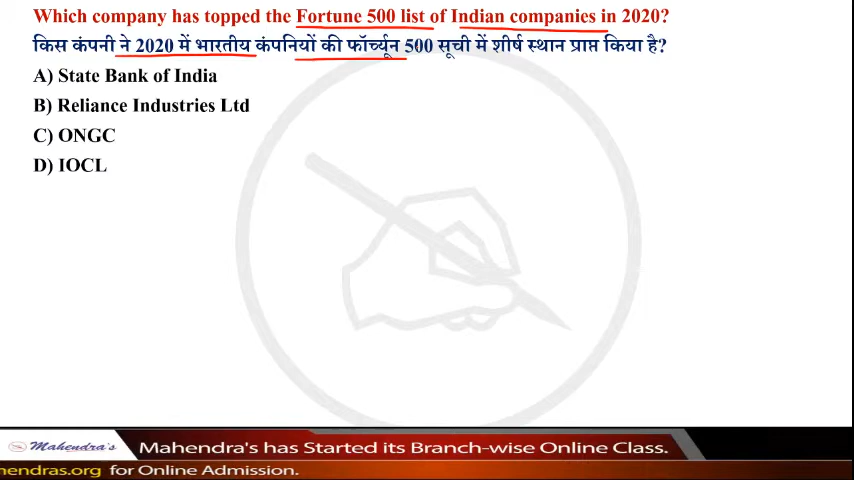 Which company has topped the Fortune 500 list of Indian companies in 2020?
किस कंपनी ने 2020 में भारतीय कंपनियों की फॉर्च्यून 500 सूची में शीर्ष स्थान प्राप्त किया है?
A) State Bank of India
B) Reliance Industries Ltd
C) ONGC
D) IOCL
Mahendra's
Mahendra's has Started its Branch-wise Online Class.
hendras.org for Online Admission.